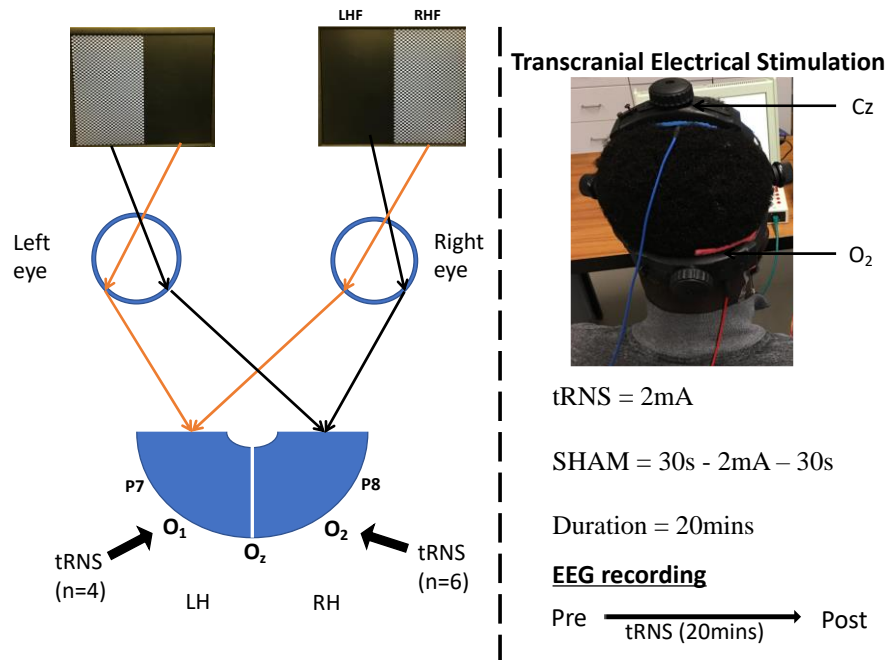 LHF
RHF
Left
eye
Right
eye
P7
P8
O₁
O₂
Oz
tRNS
(n=4)
tRNS
(n=6)
LH
RH
Transcranial Electrical Stimulation
Cz
O₂
tRNS = 2mA
SHAM = 30s - 2mA – 30s
Duration = 20mins
EEG recording
Pre
tRNS (20mins)
Post